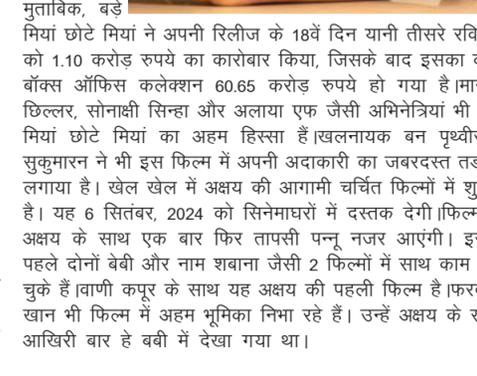 मुताबिक, बड़े
मियां छोटे मियां ने अपनी रिलीज के 18वें दिन यानी तीसरे
को 1.10 करोड़ रुपये का कारोबार किया, जिसके बाद इसका
बॉक्स ऑफिस कलेक्शन 60.65 करोड़ रुपये हो गया है।
छिल्लर, सोनाक्षी सिन्हा और अलाया एफ जैसी अभिनेत्रियां भी
मियां छोटे मियां का अहम हिस्सा हैं।खलनायक बन
सुकुमारन ने भी इस फिल्म में अपनी अदाकारी का जबरदस्त
लगाया है। खेल खेल में अक्षय की आगामी चर्चित फिल्मों में
है। यह 6 सितंबर, 2024 को सिनेमाघरों में दस्तक देगी।
अक्षय के साथ एक बार फिर तापसी पन्नू नजर आएंगी।
पहले दोनों बेबी और नाम शबाना जैसी 2 फिल्मों में साथ काम
चुके हैं।वाणी कपूर के साथ यह अक्षय की पहली फिल्म है।
खान भी फिल्म में अहम भूमिका निभा रहे हैं। उन्हें अक्षय के
आखिरी बार हे बबी में देखा गया था।